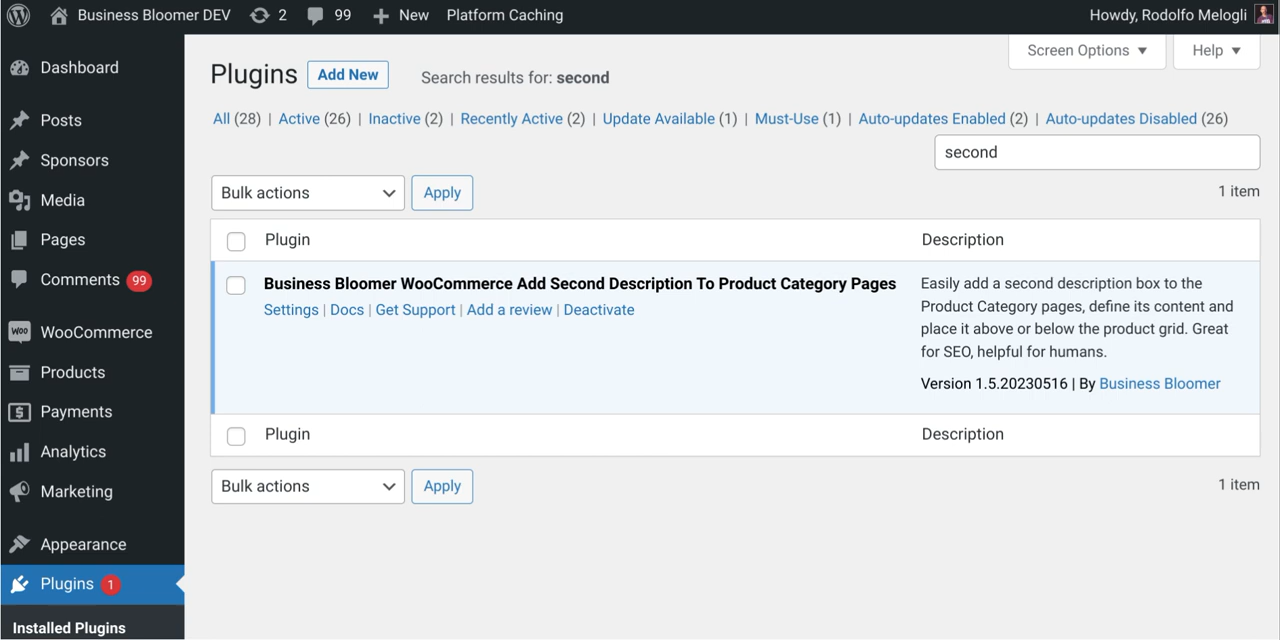 Business Bloomer DEV 2 99 New Platform Caching Howdy, Rodolfo Melogli
Screen Options Help
Dashboard
Posts
Sponsors
Media
Pages
Comments 99
WOO WooCommerce
Products
Payments
Analytics
Marketing
Appearance
Plugins 1
Installed Plugins
Plugins Add New Search results for: second
All (28) | Active (26) | Inactive (2) | Recently Active (2) | Update Available (1) | Must-Use (1) | Auto-updates Enabled (2) | Auto-updates Disabled (26)
second
Bulk actions Apply 1 item
Plugin Description
Business Bloomer WooCommerce Add Second Description To Product Category Pages
Settings | Docs | Get Support | Add a review | Deactivate
Easily add a second description box to the
Product Category pages, define its content and
place it above or below the product grid. Great
for SEO, helpful for humans.
Version 1.5.20230516 | By Business Bloomer
Plugin Description
Bulk actions Apply 1 item